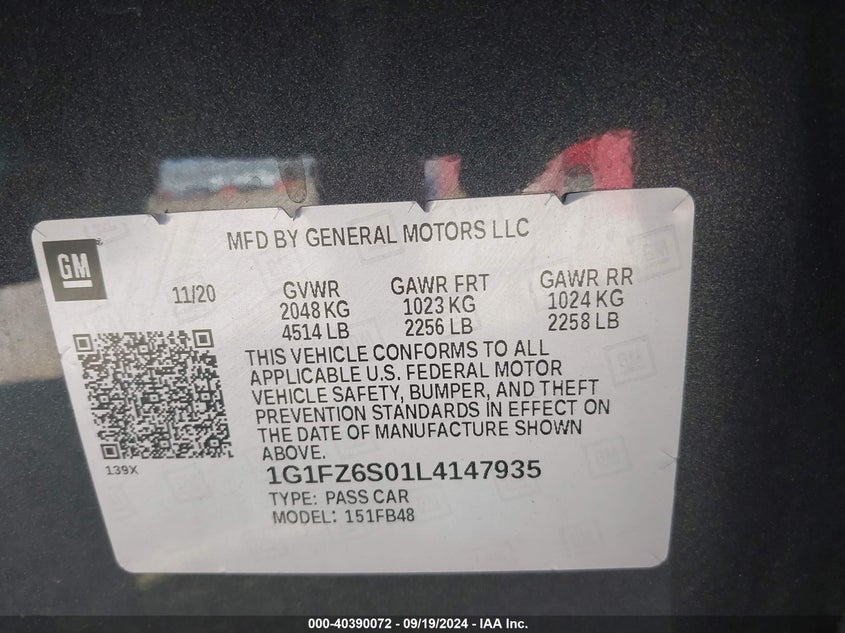 MFD BY GENERAL MOTORS LLC
GM
11/20
GVWR
2048 KG
4514 LB
GAWR FRT
1023 KG
2256 LB
GAWR RR
1024 KG
2258 LB
THIS VEHICLE CONFORMS TO ALL
APPLICABLE U.S. FEDERAL MOTOR
VEHICLE SAFETY, BUMPER, AND THEFT
PREVENTION STANDARDS IN EFFECT ON
THE DATE OF MANUFACTURE SHOWN
ABOVE.
139X
1G1FZ6S01L4147935
TYPE: PASS CAR
MODEL: 151FB48
000-40390072 - 09/19/2024 - IAA Inc.